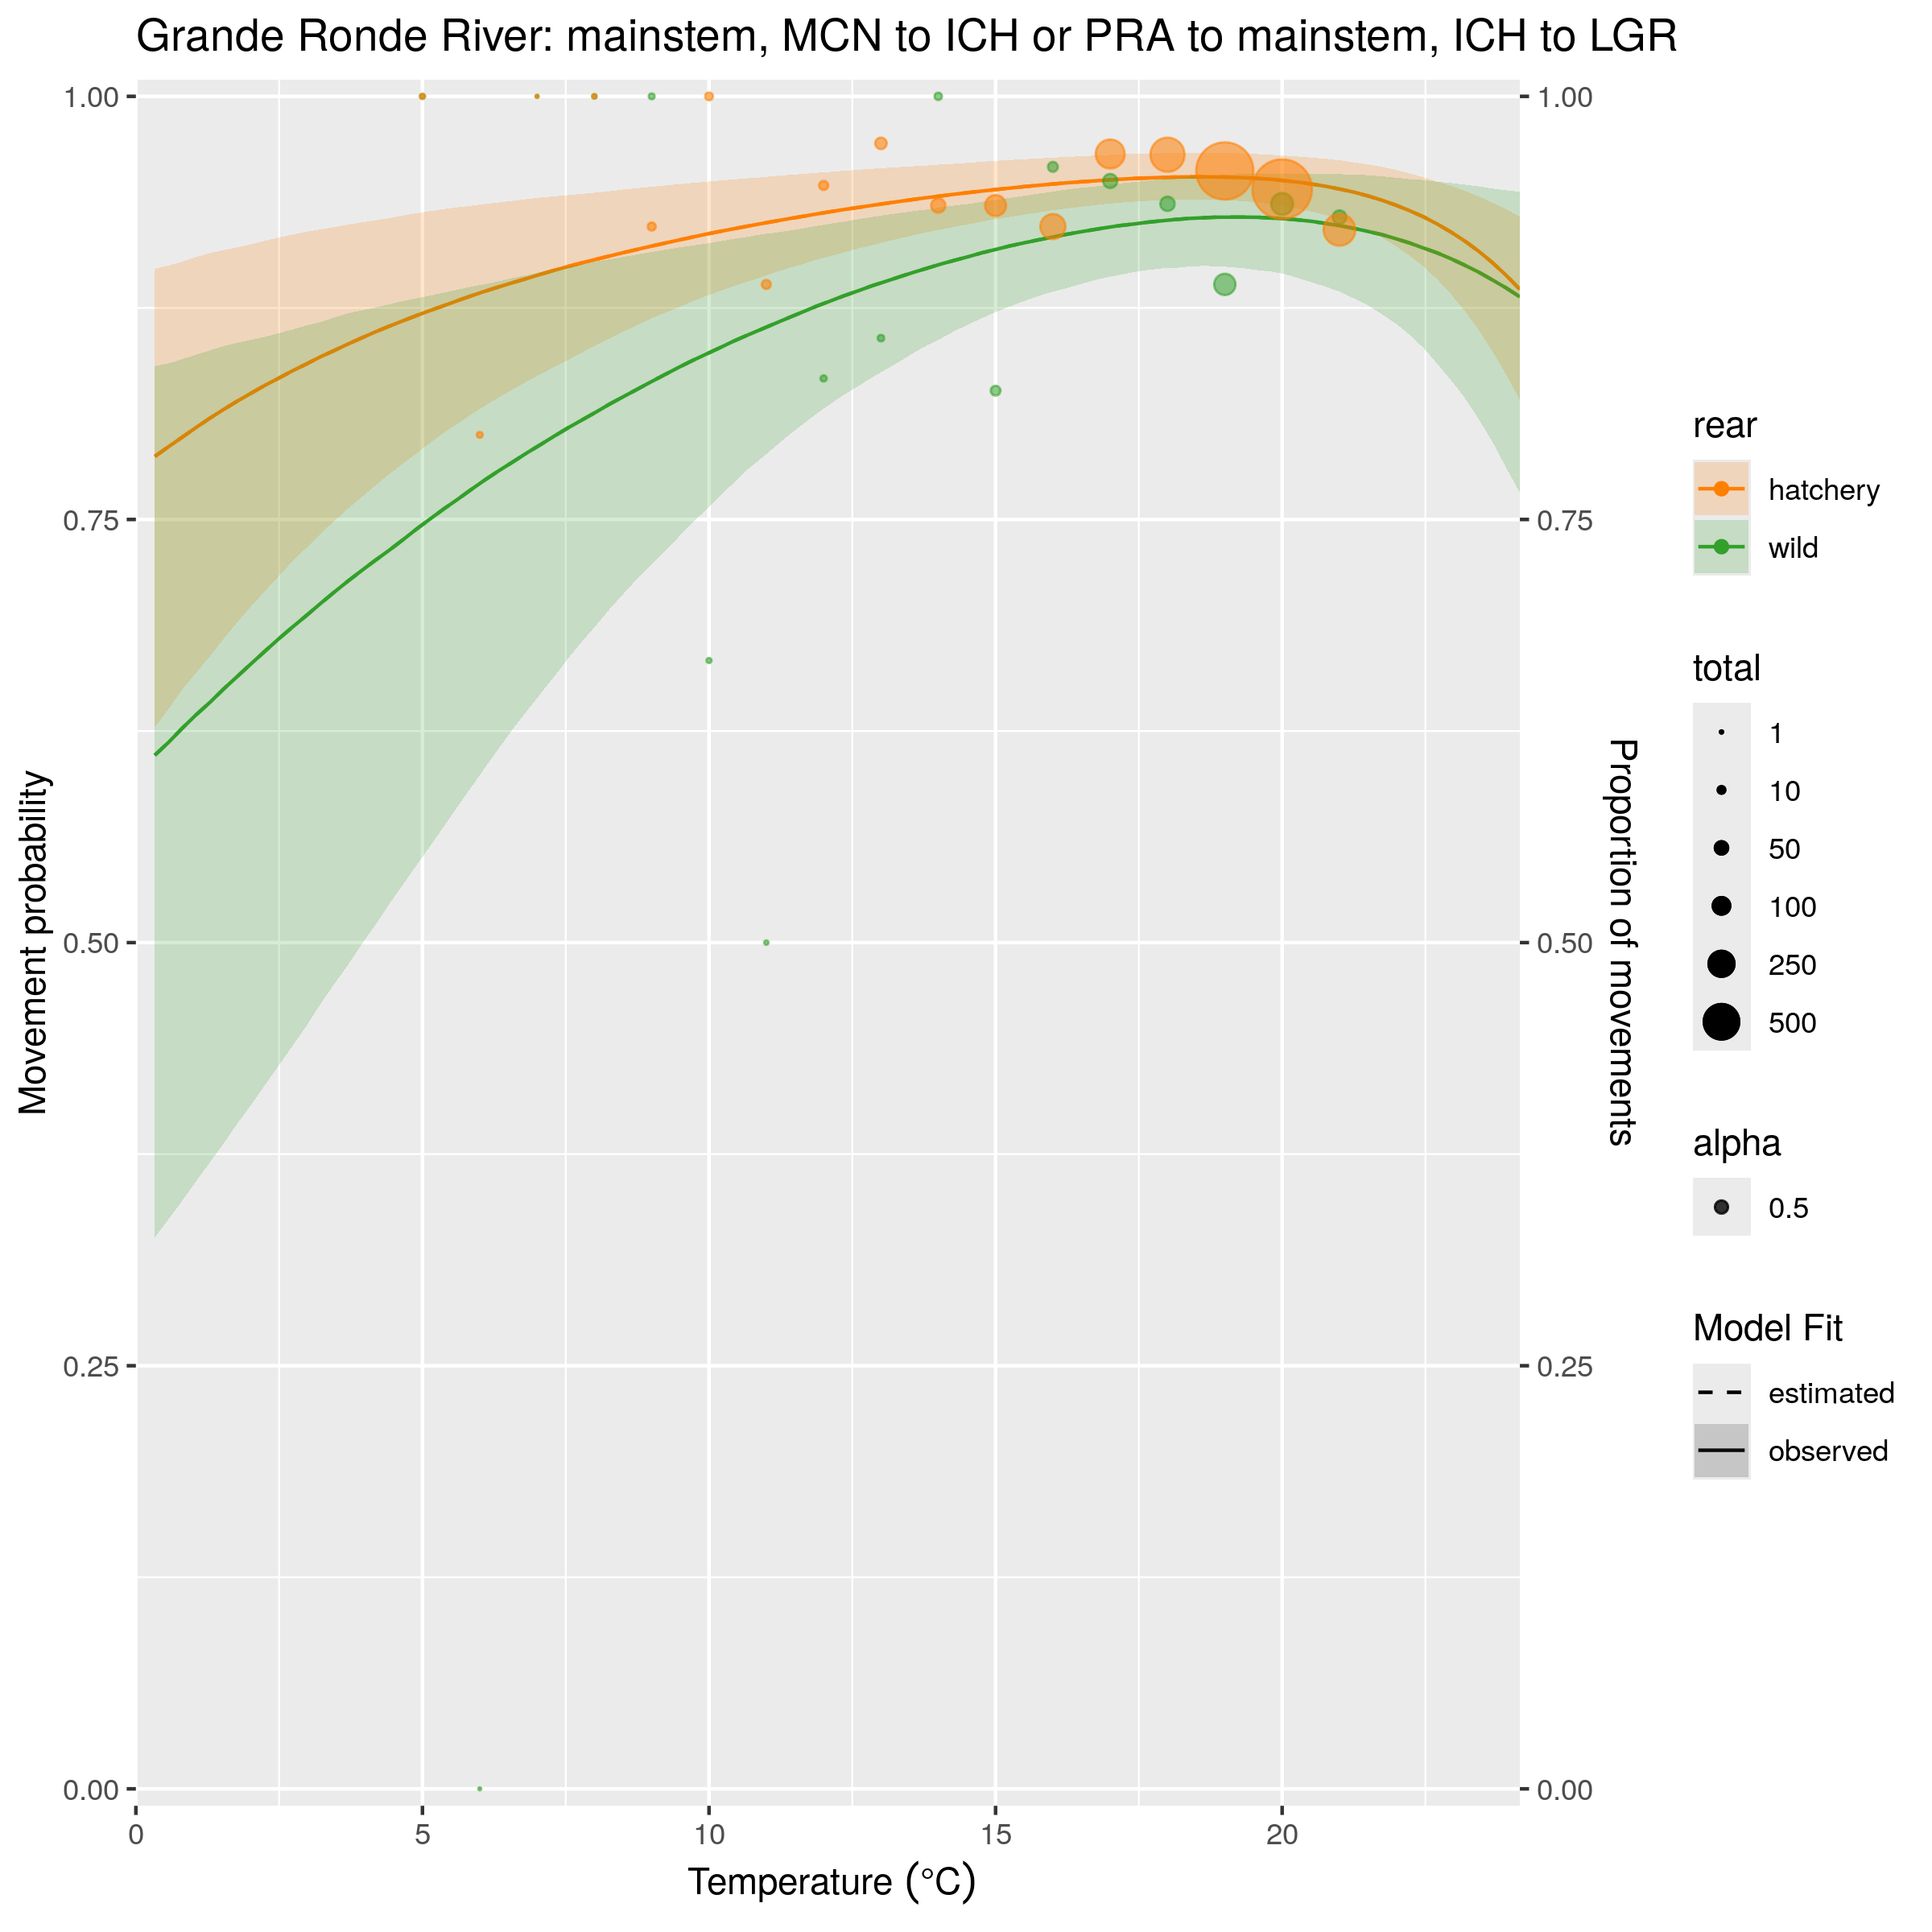 Grande Ronde River: mainstem, MCN to ICH or PRA to mainstem, ICH to LGR
Movement probability
1.00
0.75
0.50
0.25
0.00
0
5
10
15
20
Temperature (°C)
1.00
0.75
0.50
0.25
0.00
Proportion of movements
rear
hatchery
wild
total
1
10
50
100
250
500
alpha
0.5
Model Fit
estimated
observed